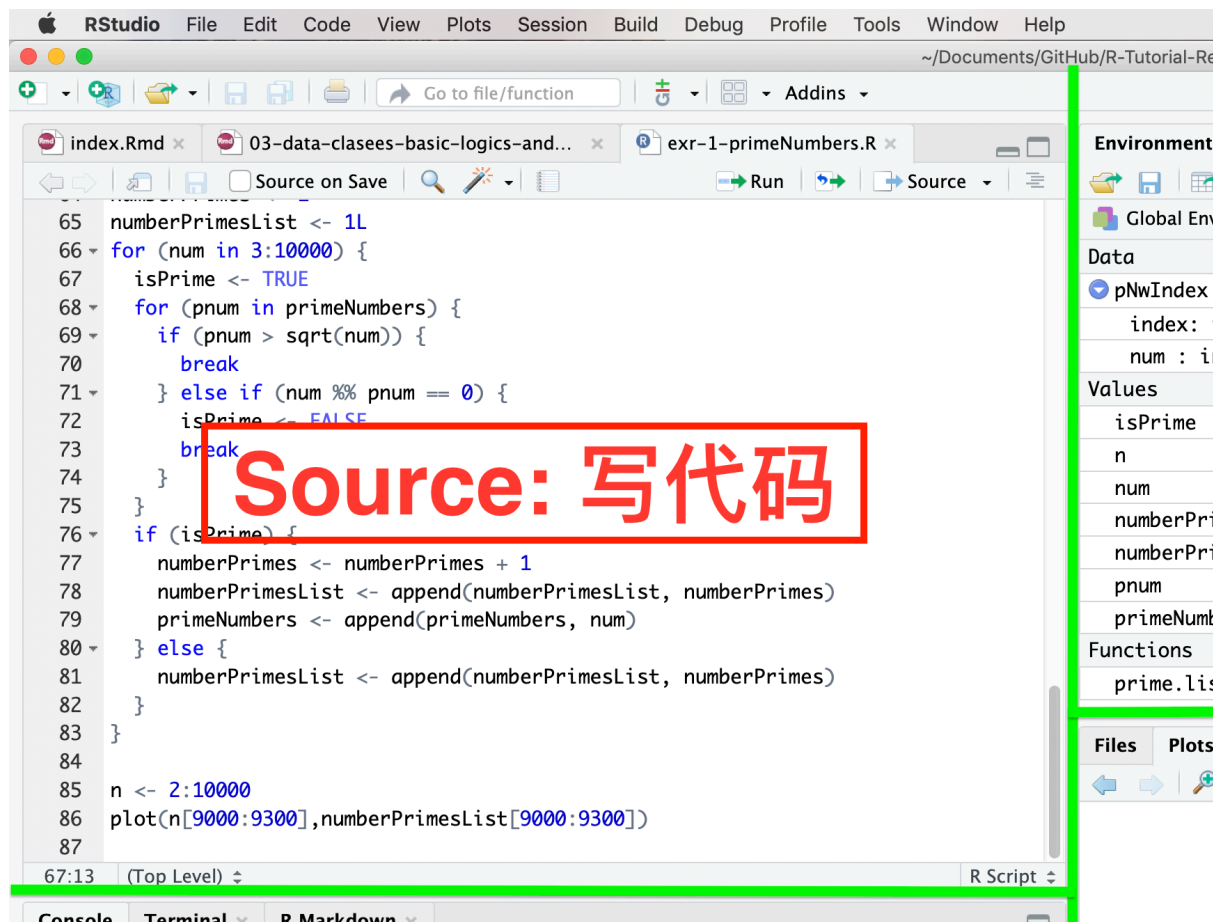 RStudio File Edit Code View Plots Session Build Debug Profile Tools Window Help
~/Documents/GitHub/R-Tutorial-Re
Go to file/function Addins
index.Rmd 03-data-clasees-basic-logics-and... exr-1-primeNumbers.R
Source on Save Run Source
65 numberPrimesList <- 1L
66 for (num in 3:10000) {
67 isPrime <- TRUE
68 for (pnum in primeNumbers) {
69 if (pnum > sqrt(num)) {
70 break
71 } else if (num %% pnum == 0) {
72 isPrime <- FALSE
73 break
74 }
75 }
76 if (isPrime) {
77 numberPrimes <- numberPrimes + 1
78 numberPrimesList <- append(numberPrimesList, numberPrimes)
79 primeNumbers <- append(primeNumbers, num)
80 } else {
81 numberPrimesList <- append(numberPrimesList, numberPrimes)
82 }
83 }
84
85 n <- 2:10000
86 plot(n[9000:9300],numberPrimesList[9000:9300])
87
Source: 写代码
67:13 (Top Level) R Script
Console Terminal R Markdown
Environment
Global Env
Data
pNwIndex
index:
num : i
Values
isPrime
n
num
numberPri
numberPri
pnum
primeNumb
Functions
prime.lis
Files Plots